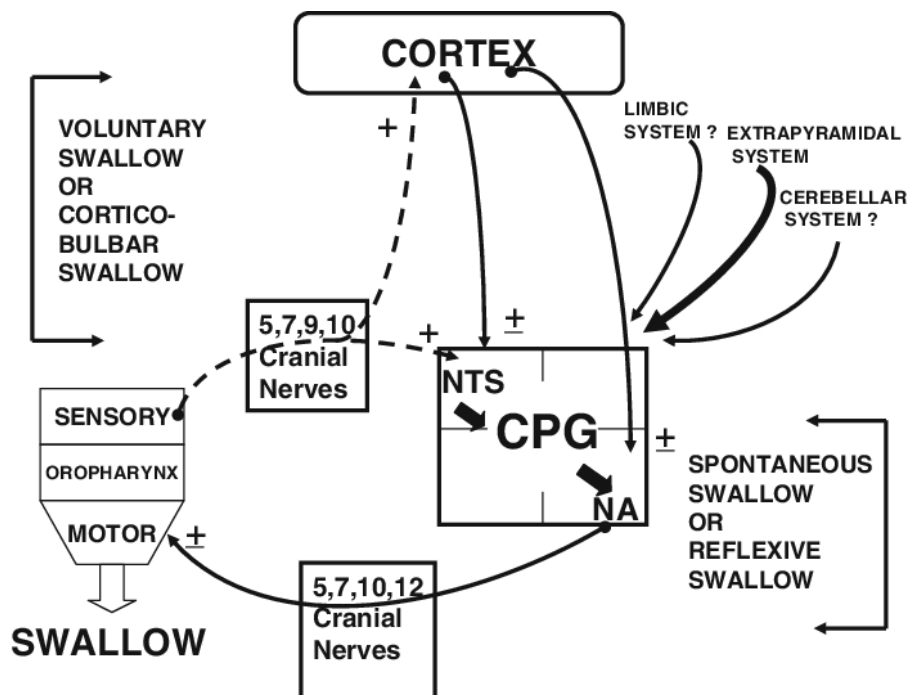 CORTEX
+
VOLUNTARY
SWALLOW
OR
CORTICO-
BULBAR
SWALLOW
LIMBIC
SYSTEM ?
EXTRAPYRAMIDAL
SYSTEM
CEREBELLAR
SYSTEM ?
5,7,9,10
Cranial
Nerves
+
±
NTS
CPG
NA
±
SENSORY
OROPHARYNX
MOTOR
±
SWALLOW
5,7,10,12
Cranial
Nerves
SPONTANEOUS
SWALLOW
OR
REFLEXIVE
SWALLOW